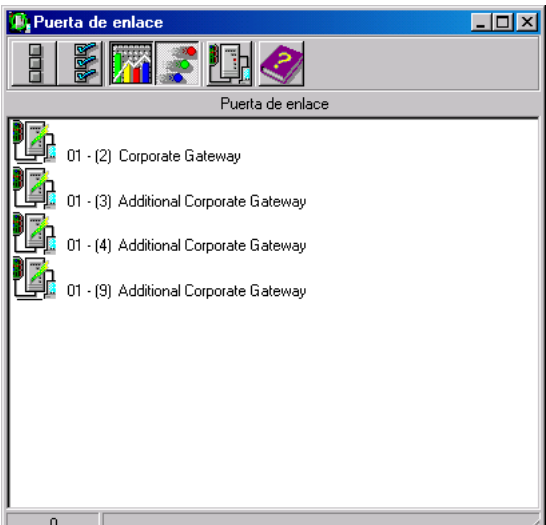 Puerta de enlace
Puerta de enlace
01 - (2) Corporate Gateway
01 - (3) Additional Corporate Gateway
01 - (4) Additional Corporate Gateway
01 - (9) Additional Corporate Gateway
0